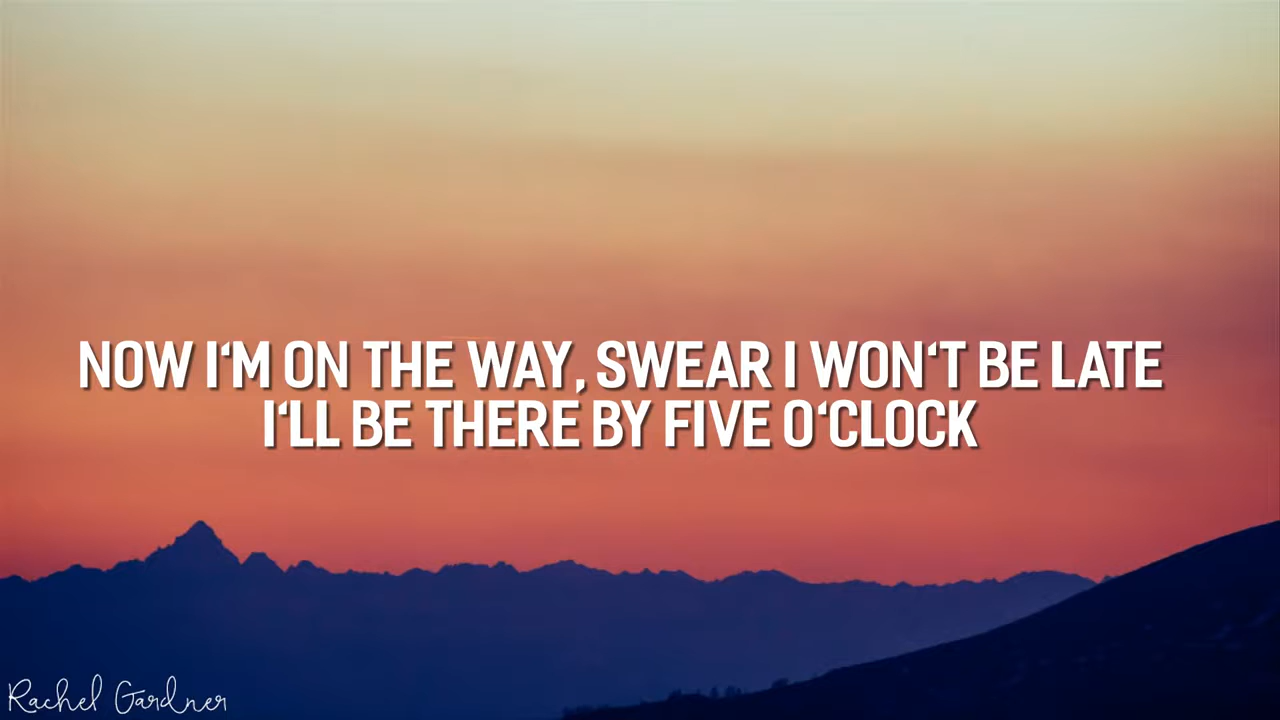 NOW I‘M ON THE WAY, SWEAR I WON‘T BE LATE
I‘LL BE THERE BY FIVE O‘CLOCK
Rachel Gardner